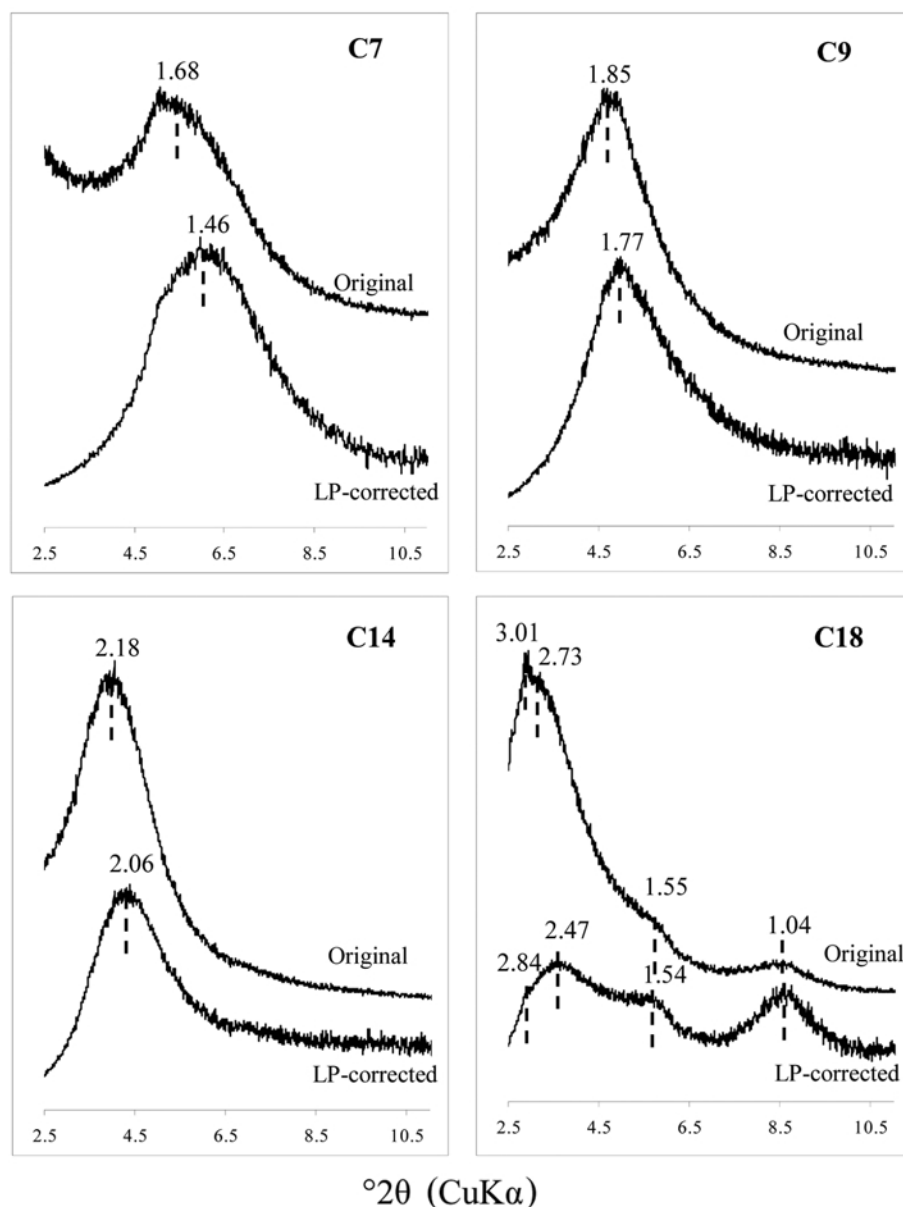 C7
1.68
1.46
Original
LP-corrected
2.5 4.5 6.5 8.5 10.5
C9
1.85
1.77
Original
LP-corrected
2.5 4.5 6.5 8.5 10.5
C14
2.18
2.06
Original
LP-corrected
2.5 4.5 6.5 8.5 10.5
C18
3.01
2.73
1.55
1.04
2.47
Original
2.84
1.54
LP-corrected
2.5 4.5 6.5 8.5 10.5
°2θ (CuKα)